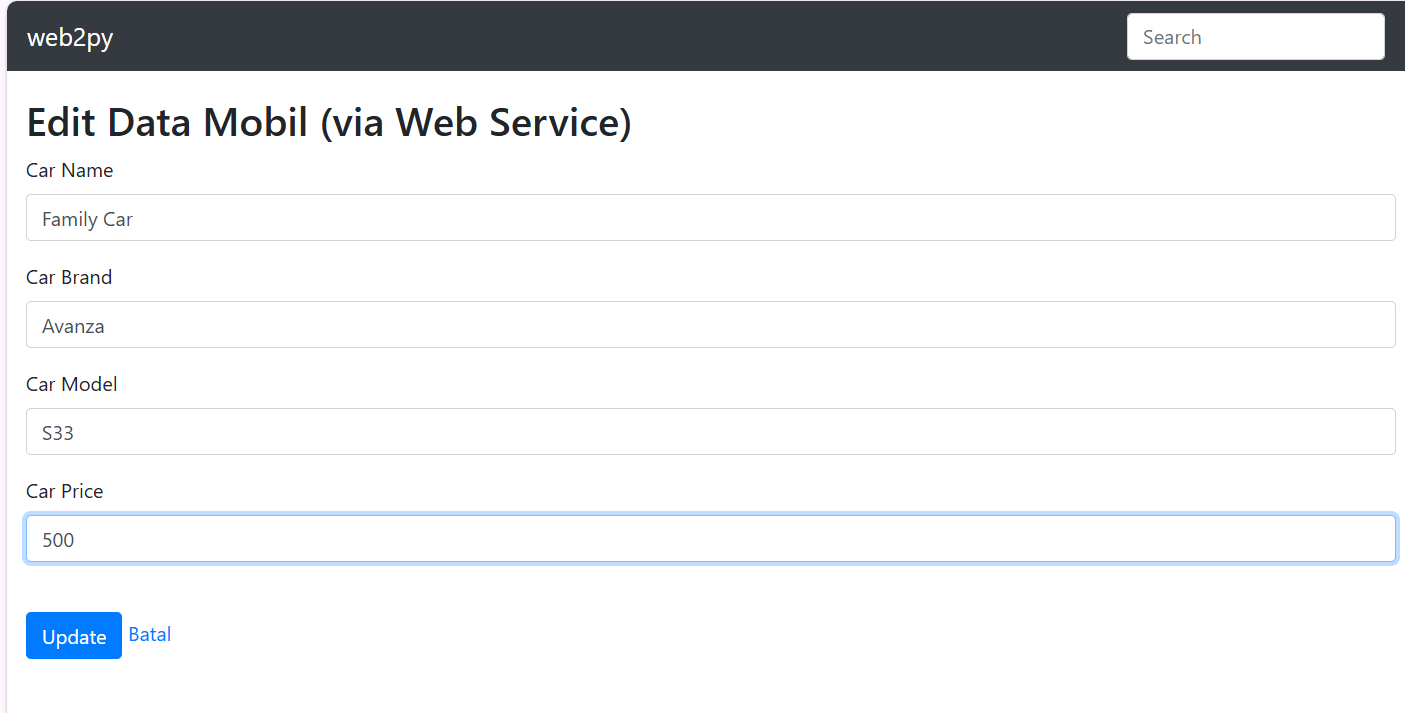 web2py
Search
Edit Data Mobil (via Web Service)
Car Name
Family Car
Car Brand
Avanza
Car Model
S33
Car Price
500
Update Batal